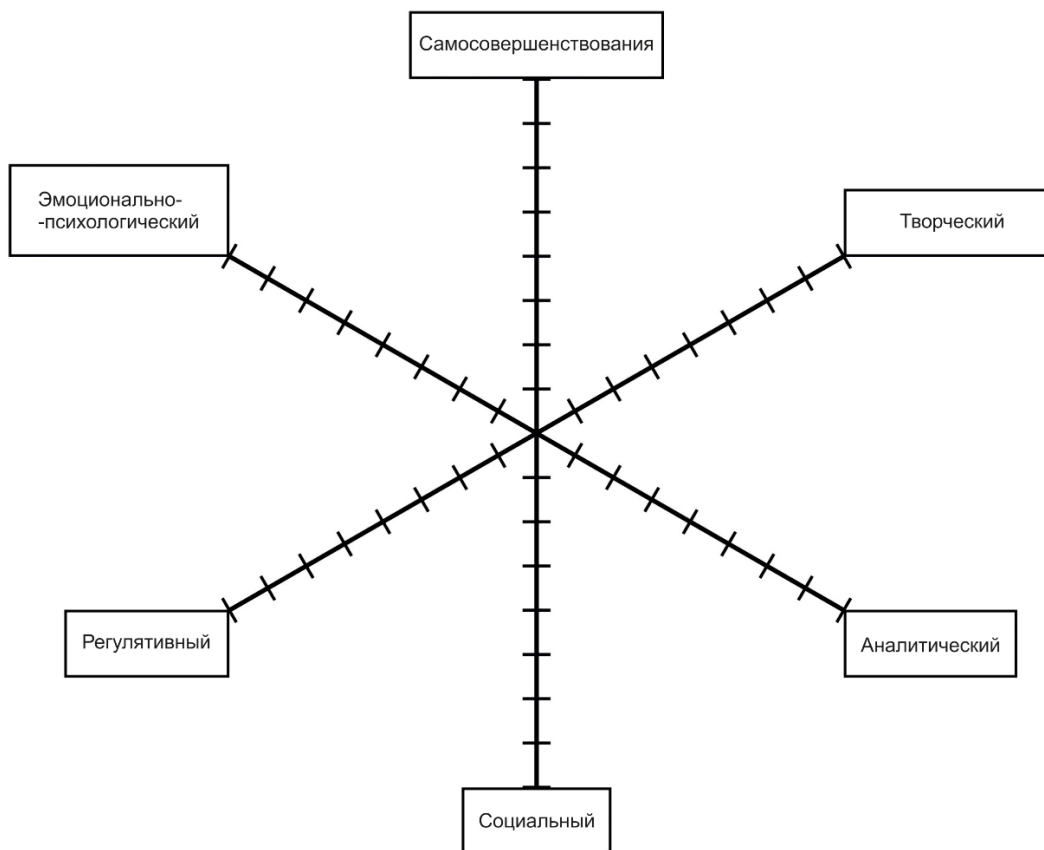 Самосовершенствования
Эмоционально-
-психологический
Творческий
Регулятивный
Аналитический
Социальный